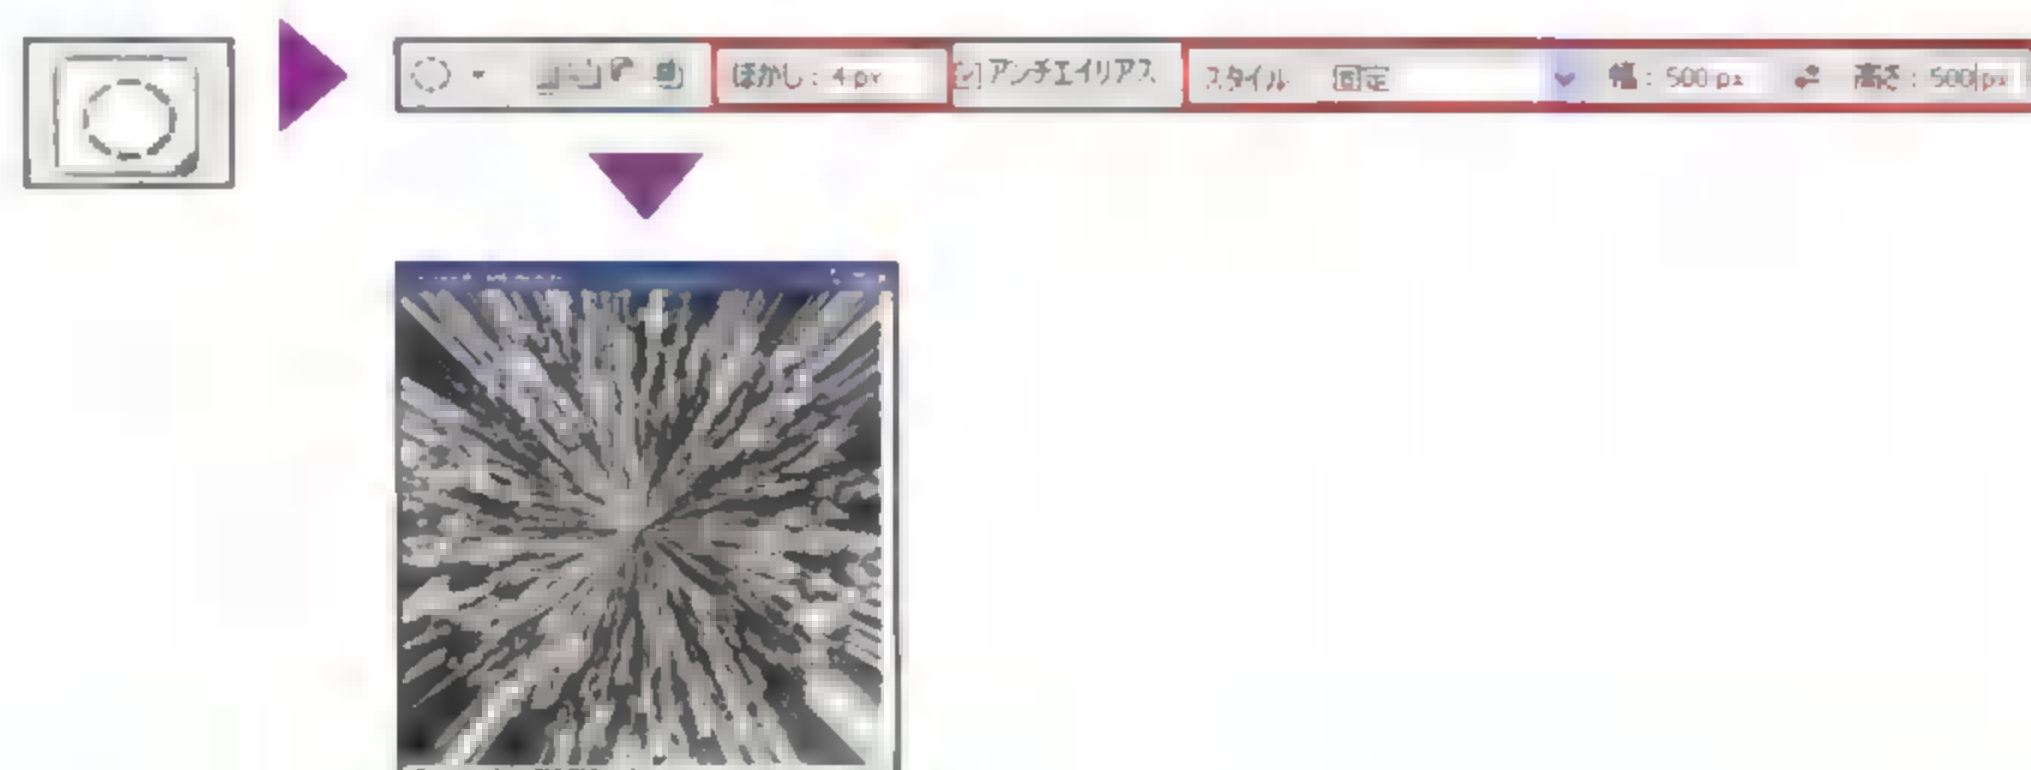 ぼかし : 4 px アンチエイリアス スタイル 固定 幅 : 500 px 高さ : 500 px